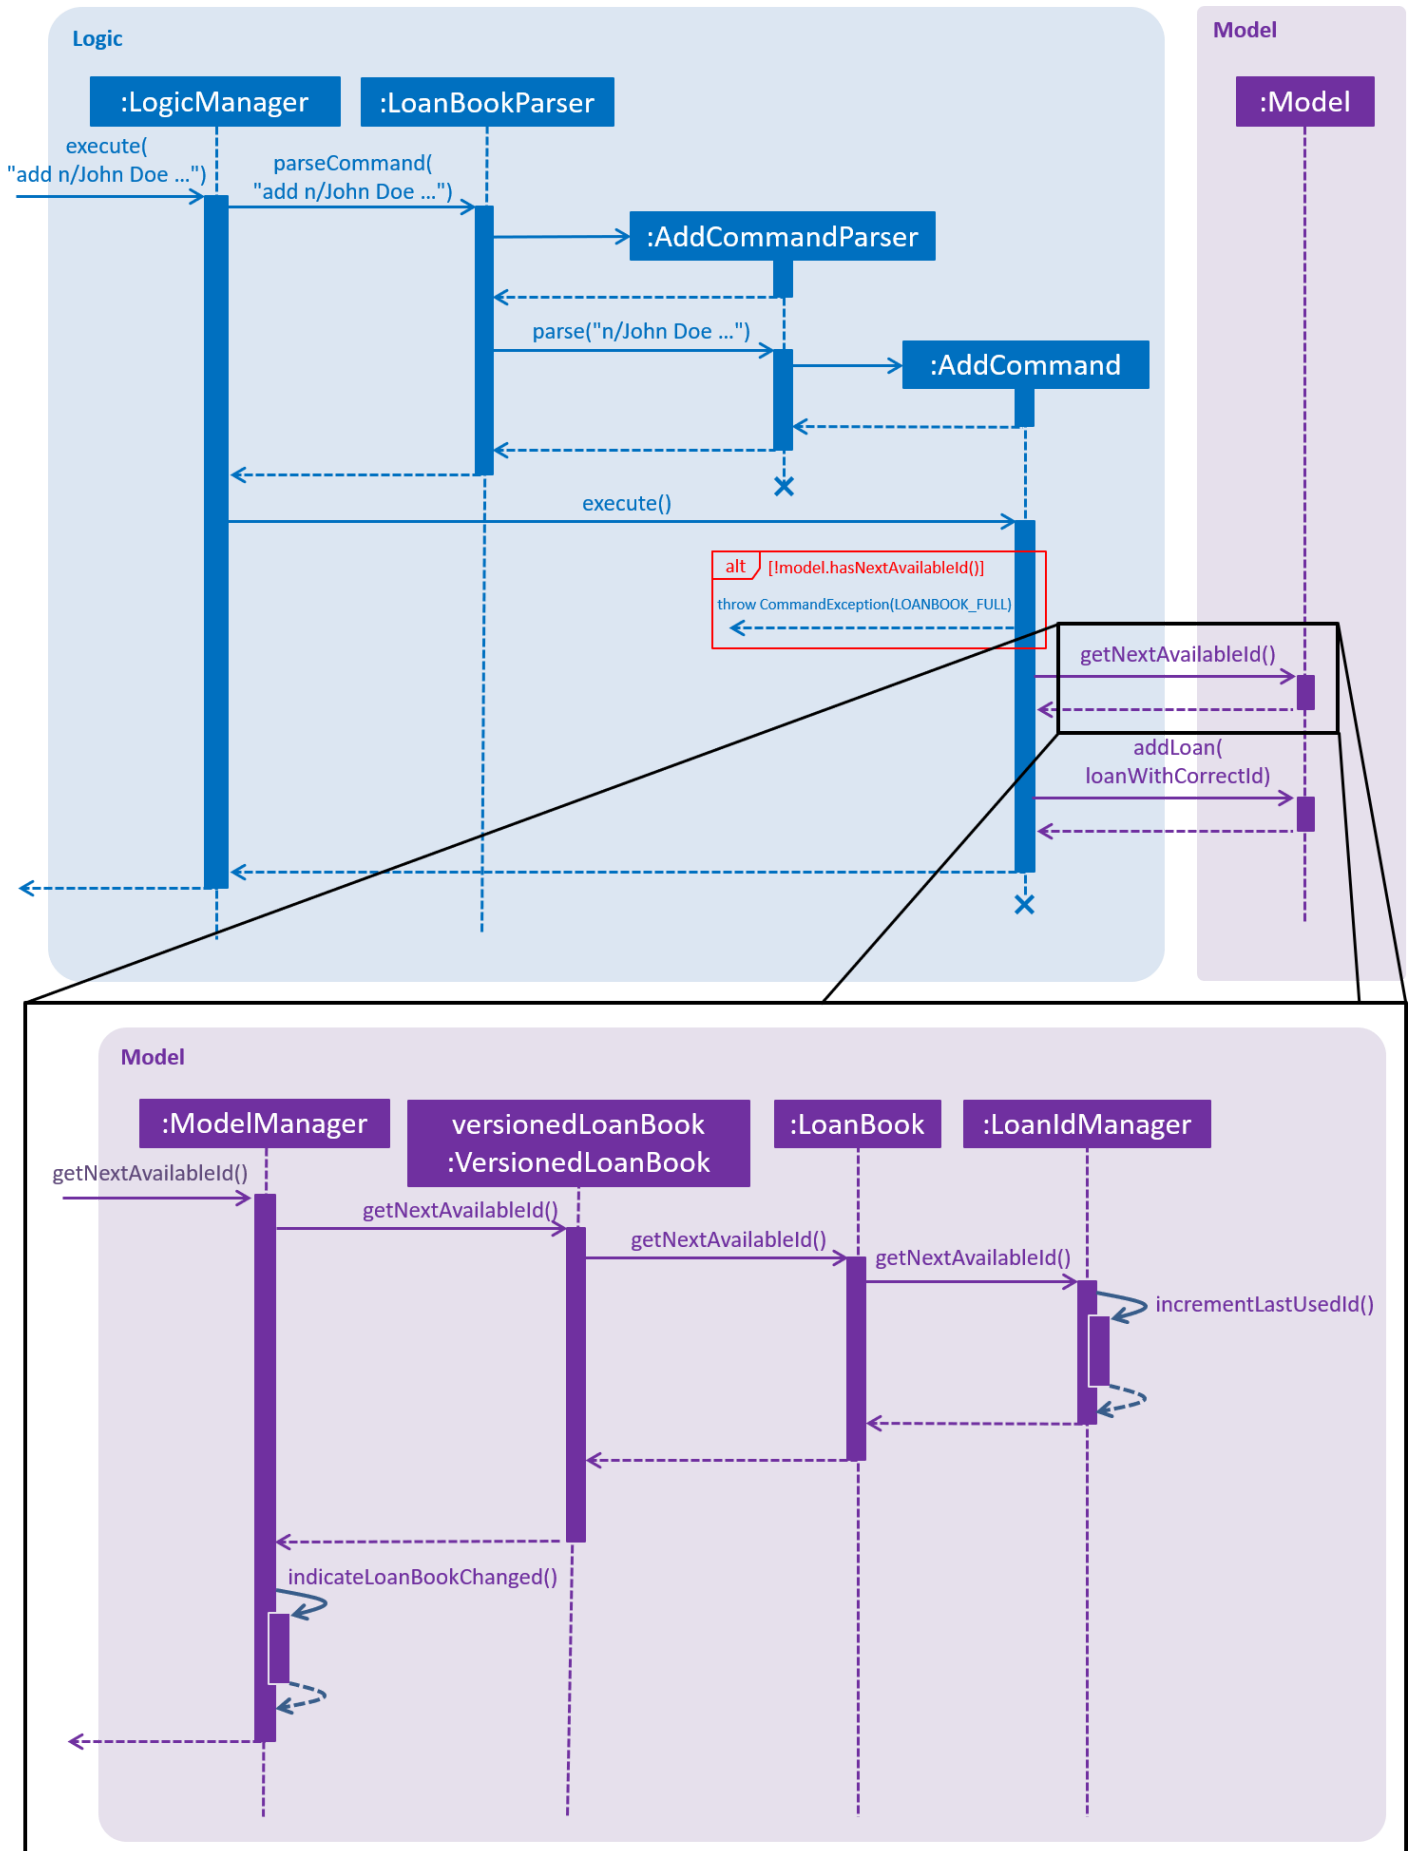 Logic
Model
:LogicManager
:LoanBookParser
:Model
execute(
"add n/John Doe ...")
parseCommand(
"add n/John Doe ...")
:AddCommandParser
parse("n/John Doe ...")
:AddCommand
execute()
alt
[!model.hasNextAvailableId()]
throw CommandException(LOANBOOK_FULL)
getNextAvailableId()
addLoan(
loanWithCorrectId)
Model
:ModelManager
versionedLoanBook
:VersionedLoanBook
:LoanBook
:LoanIdManager
getNextAvailableId()
getNextAvailableId()
getNextAvailableId()
getNextAvailableId()
incrementLastUsedId()
indicateLoanBookChanged()